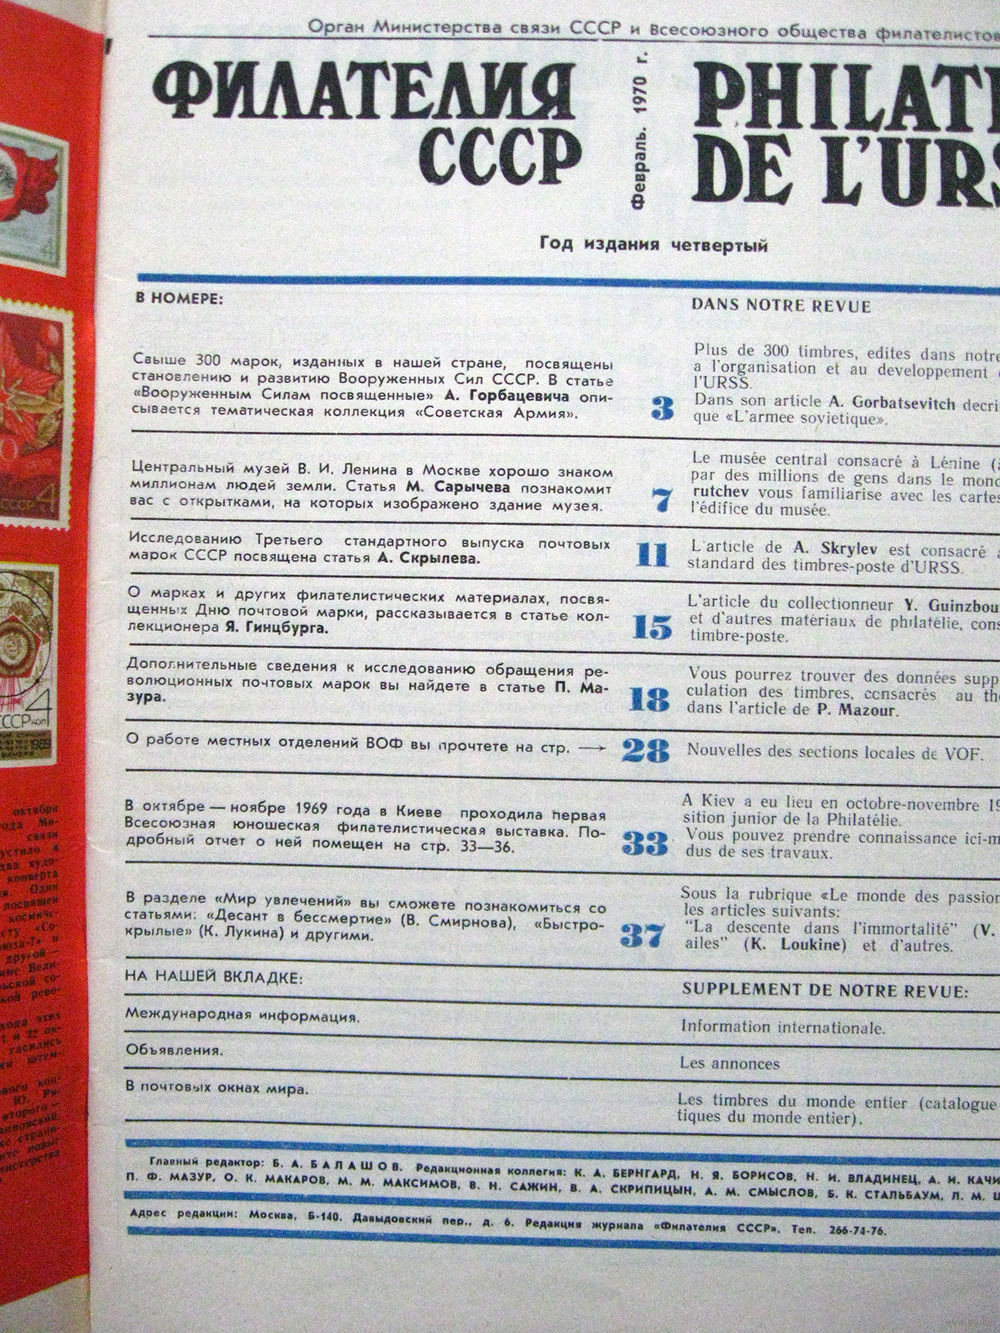 Орган Министерства связи СССР и Всесоюзного общества филателистов
ФИЛАТЕЛИЯ
СССР
Февраль. 1970 г.
PHILAT
DE L'URS
Год издания четвертый
В НОМЕРЕ:
Свыше 300 марок, изданных в нашей стране, посвящены
становлению и развитию Вооруженных Сил СССР. В статье
«Вооруженным Силам посвященные» А. Горбацевича опи-
сывается тематическая коллекция «Советская Армия».
3
Центральный музей В. И. Ленина в Москве хорошо знаком
миллионам людей земли. Статья М. Сарычева познакомит
вас с открытками, на которых изображено здание музея.
7
Исследованию Третьего стандартного выпуска почтовых
марок СССР посвящена статья А. Скрылева.
11
О марках и других филателистических материалах, посвя-
щенных Дню почтовой марки, рассказывается в статье кол-
лекционера Я. Гинцбурга.
15
Дополнительные сведения к исследованию обращения ре-
волюционных почтовых марок вы найдете в статье П. Ма-
зура.
18
О работе местных отделений ВОФ вы прочтете на стр. →
28
В октябре — ноябре 1969 года в Киеве проходила первая
Всесоюзная юношеская филателистическая выставка. По-
дробный отчет о ней помещен на стр. 33—36.
33
В разделе «Мир увлечений» вы сможете познакомиться со
статьями: «Десант в бессмертие» (В. Смирнова), «Быстро-
крылые» (К. Лукина) и другими.
37
НА НАШЕЙ ВКЛАДКЕ:
Международная информация.
Объявления.
В почтовых окнах мира.
DANS NOTRE REVUE
Plus de 300 timbres, edites dans notre
a l'organisation et au developpement
l'URSS.
Dans son article A. Gorbatsevitch decri
que «L'armee sovietique».
Le musée central consacré à Lénine (à
par des millions de gens dans le mond
rutchev vous familiarise avec les cartes
l'édifice du musée.
L'article de A. Skrylev est consacré a
standard des timbres-poste d'URSS.
L'article du collectionneur Y. Guinzbou
et d'autres matériaux de philatélie, cons
timbre-poste.
Vous pourrez trouver des données supp
culation des timbres, consacrés au th
dans l'article de P. Mazour.
Nouvelles des sections locales de VOF.
A Kiev a eu lieu en octobre-novembre 19
sition junior de la Philatélie.
Vous pouvez prendre connaissance ici-m
dus de ses travaux.
Sous la rubrique «Le monde des passion
les articles suivants:
"La descente dans l'immortalité" (V.
ailes" (K. Loukine) et d'autres.
SUPPLEMENT DE NOTRE REVUE:
Information internationale.
Les annonces
Les timbres du monde entier (catalogue
tiques du monde entier).
Главный редактор: Б. А. БАЛАШОВ. Редакционная коллегия: К. А. БЕРНГАРД, Н. Я. БОРИСОВ, Н. И. ВЛАДИНЕЦ, А. И. КАЧИ
П. Ф. МАЗУР, О. К. МАКАРОВ, М. М. МАКСИМОВ, В. Н. САЖИН, В. А. СКРИПИЦЫН, А. М. СМЫСЛОВ, Б. К. СТАЛЬБАУМ, Л. М. Ц
Адрес редакции: Москва, Б-140. Давыдовский пер., д. 6. Редакция журнала «Филателия СССР». Тел. 266-74-76.